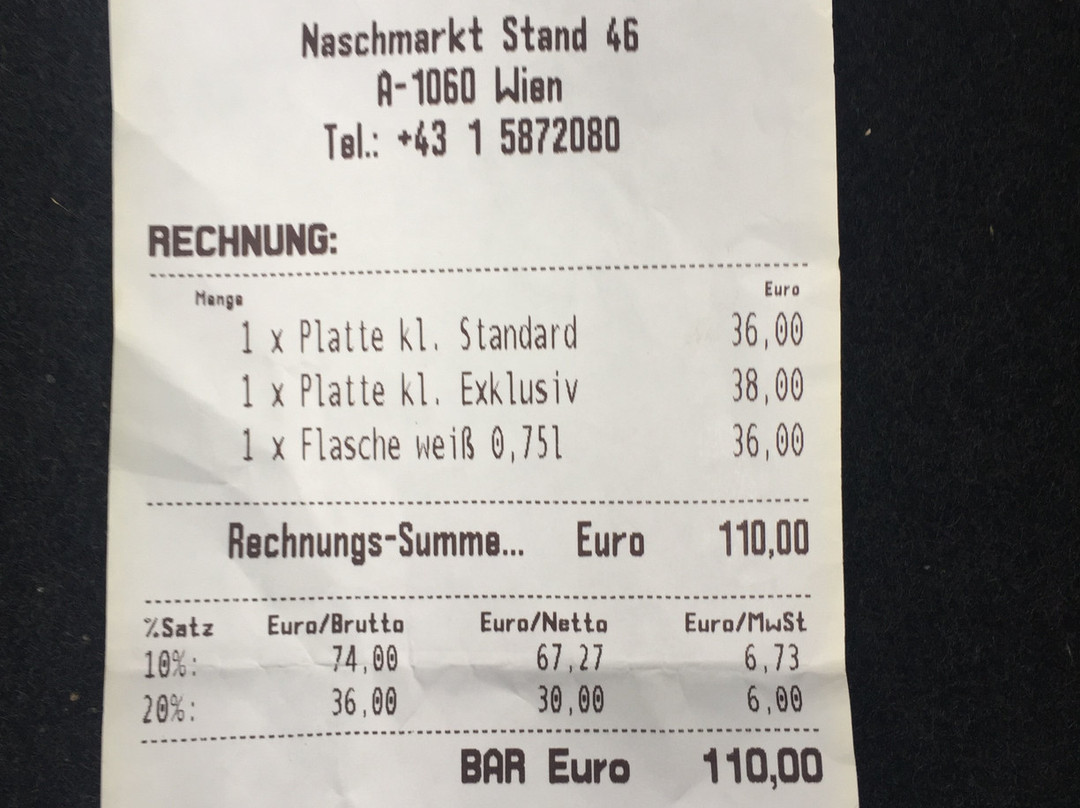 Naschmarkt Stand 46
A-1060 Wien
Tel.: +43 1 5872080
RECHNUNG:
Menge Euro
1 x Platte kl. Standard 36,00
1 x Platte kl. Exklusiv 38,00
1 x Flasche weiß 0,75l 36,00
Rechnungs-Summe... Euro 110,00
%Satz Euro/Brutto Euro/Netto Euro/MwSt
10%: 74,00 67,27 6,73
20%: 36,00 30,00 6,00
BAR Euro 110,00